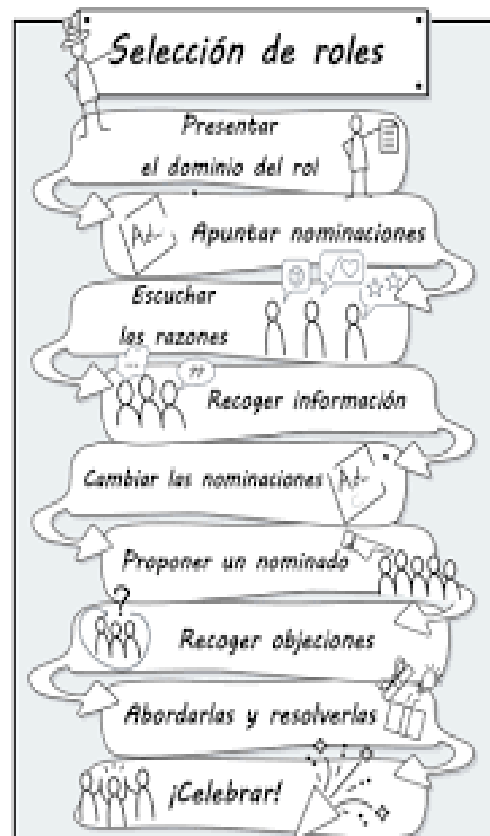 Selección de roles
Presentar
el dominio del rol
Apuntar nominaciones
Escuchar
las razones
Recoger información
Cambiar las nominaciones
Proponer un nominado
Recoger objeciones
Abordarlas y resolverlas
¡Celebrar!